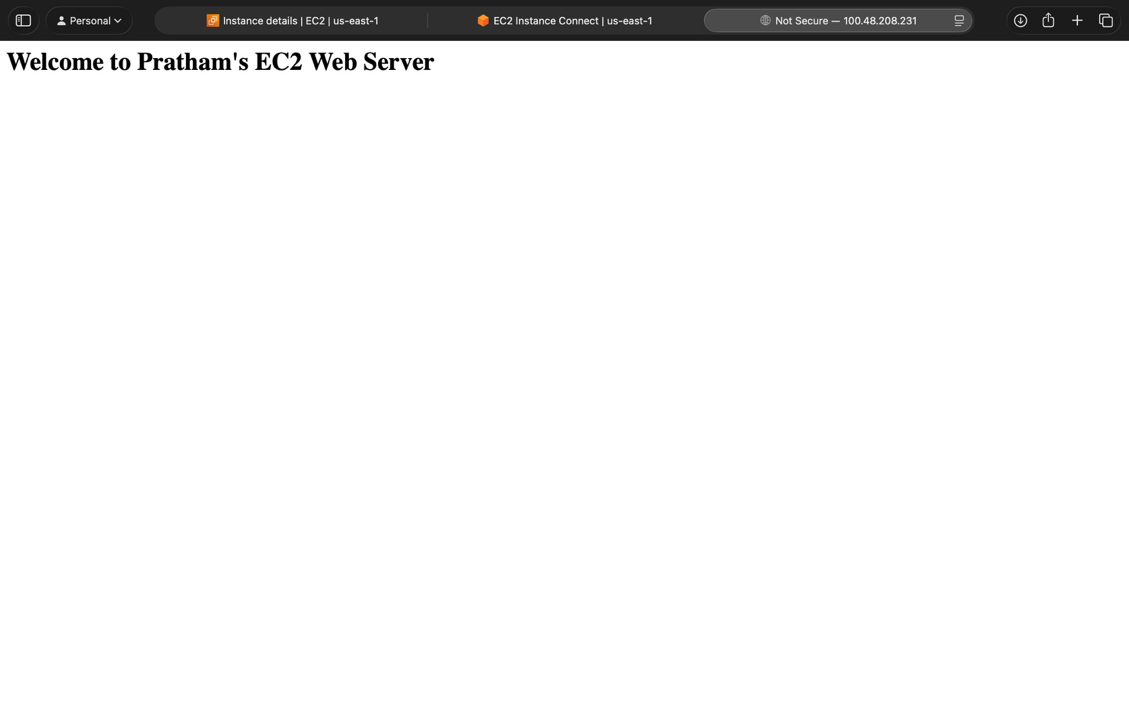 Personal
Instance details | EC2 | us-east-1
EC2 Instance Connect | us-east-1
Not Secure — 100.48.208.231
Welcome to Pratham's EC2 Web Server